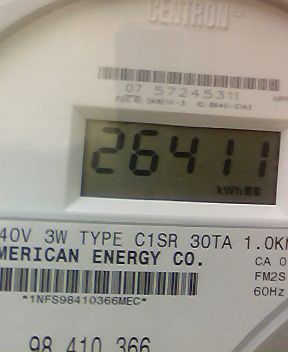 CENTRON®
07 57245311
26411
kWh
40V 3W TYPE C1SR 30TA 1.0K
MERICAN ENERGY CO.
CA 0
FM2S
60Hz
*1NFS98410366MEC*
98 410 366